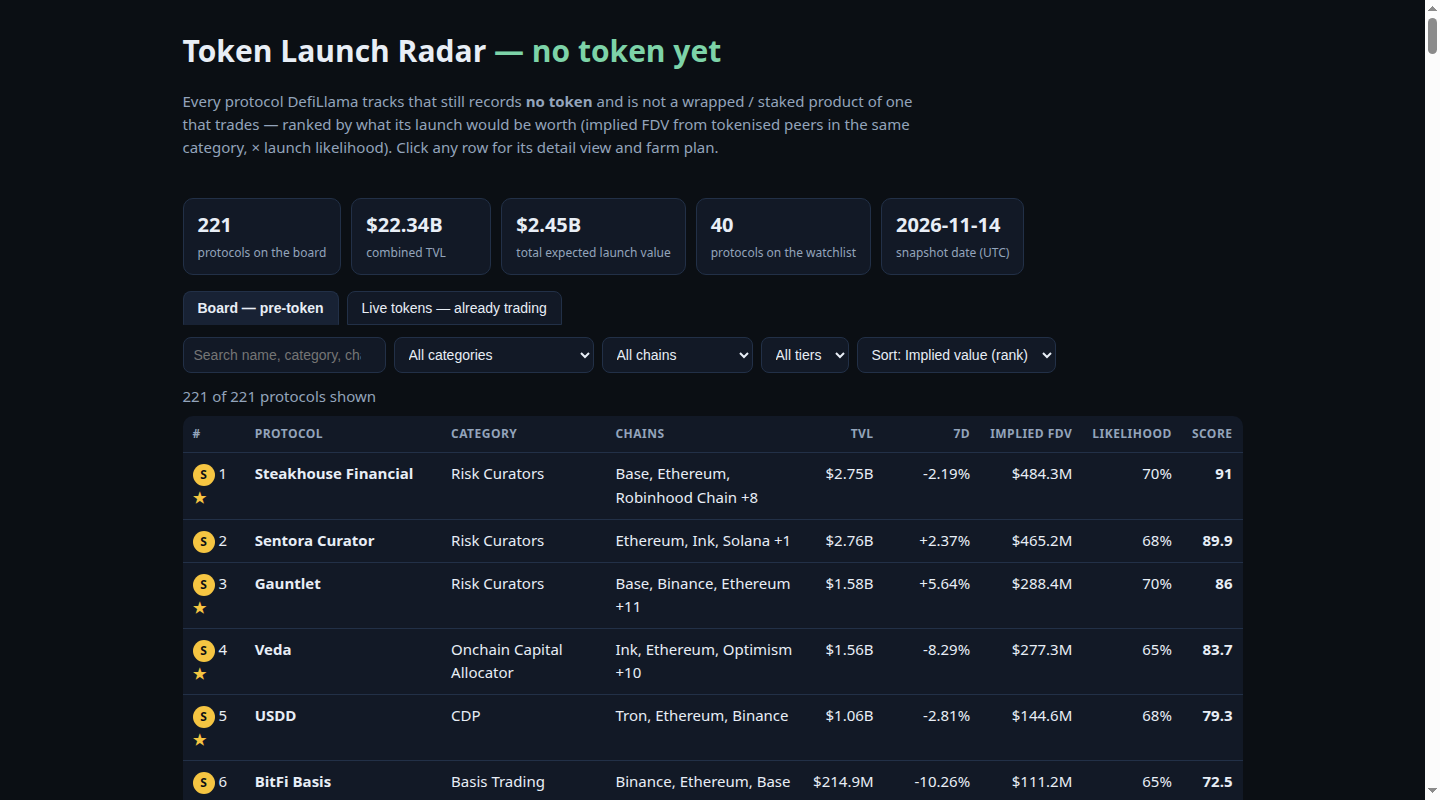 Token Launch Radar — no token yet
Every protocol DefiLlama tracks that still records no token and is not a wrapped / staked product of one
that trades — ranked by what its launch would be worth (implied FDV from tokenised peers in the same
category, × launch likelihood). Click any row for its detail view and farm plan.
221
protocols on the board
$22.34B
combined TVL
$2.45B
total expected launch value
40
protocols on the watchlist
2026-11-14
snapshot date (UTC)
Board — pre-token
Live tokens — already trading
Search name, category, ch
All categories
All chains
All tiers
Sort: Implied value (rank)
221 of 221 protocols shown
# PROTOCOL CATEGORY CHAINS TVL 7D IMPLIED FDV LIKELIHOOD SCORE
S 1 Steakhouse Financial Risk Curators Base, Ethereum, $2.75B -2.19% $484.3M 70% 91
★ Robinhood Chain +8
S 2 Sentora Curator Risk Curators Ethereum, Ink, Solana +1 $2.76B +2.37% $465.2M 68% 89.9
S 3 Gauntlet Risk Curators Base, Binance, Ethereum $1.58B +5.64% $288.4M 70% 86
★ +11
S 4 Veda Onchain Capital Ink, Ethereum, Optimism $1.56B -8.29% $277.3M 65% 83.7
★ Allocator +10
S 5 USDD CDP Tron, Ethereum, Binance $1.06B -2.81% $144.6M 68% 79.3
★
S 6 BitFi Basis Basis Trading Binance, Ethereum, Base $214.9M -10.26% $111.2M 65% 72.5